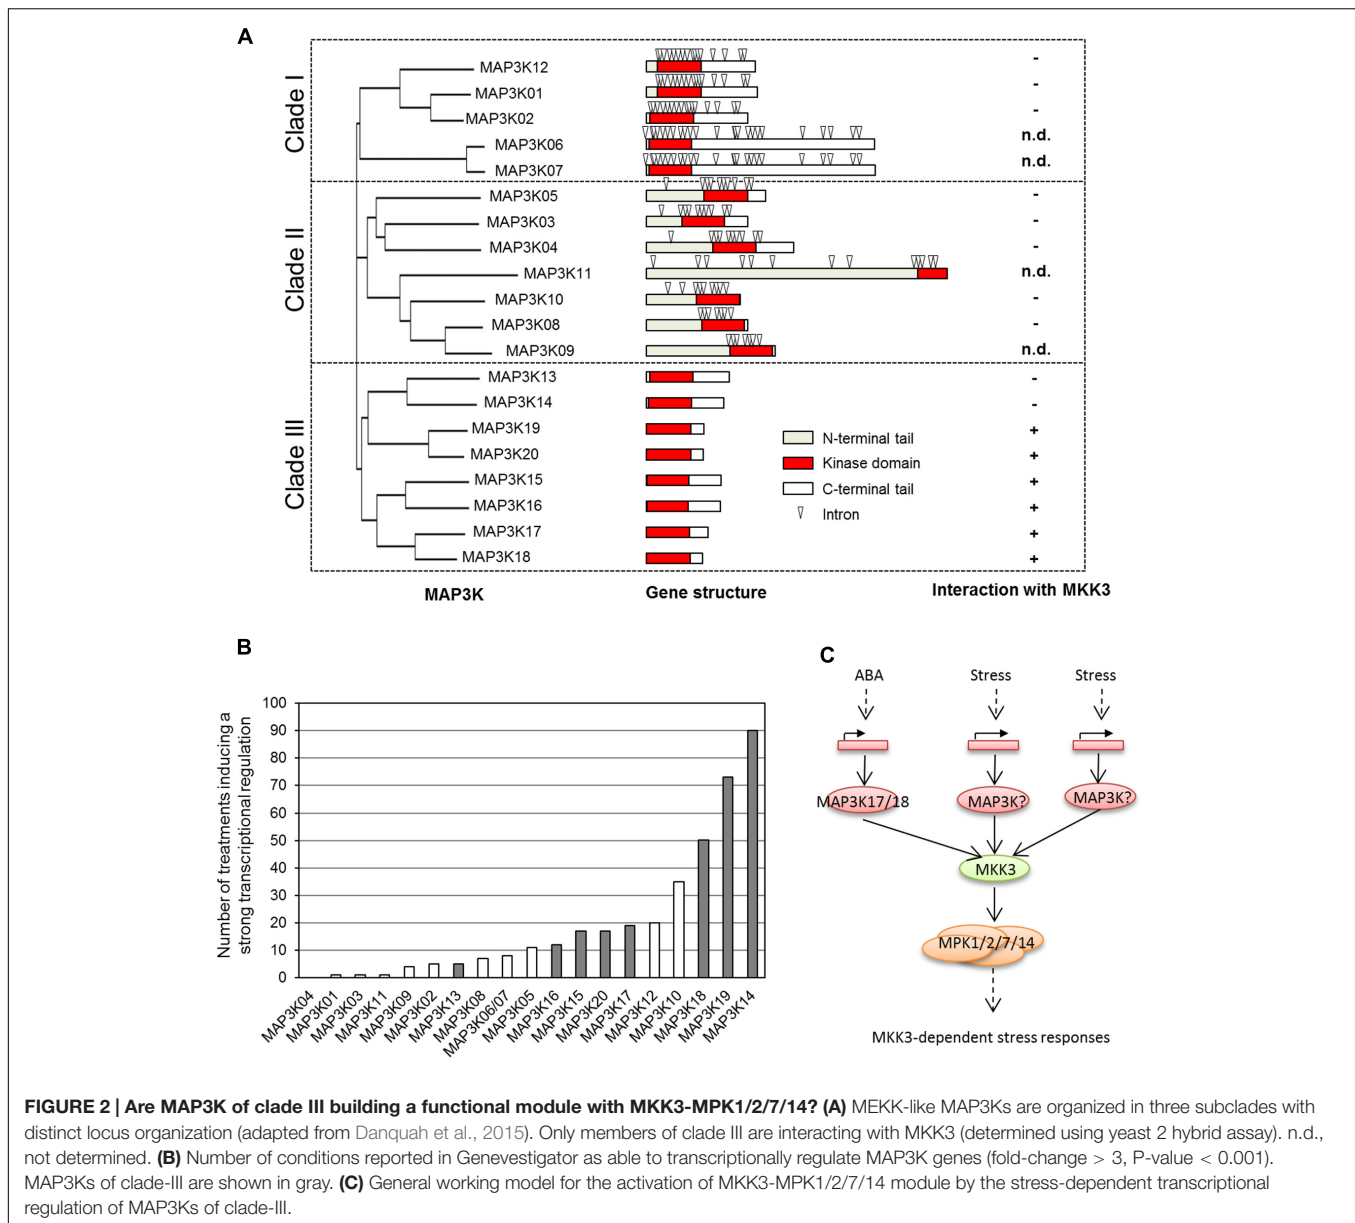 A
Clade I
MAP3K12 -
MAP3K01 -
MAP3K02 -
MAP3K06 n.d.
MAP3K07 n.d.
Clade II
MAP3K05 -
MAP3K03 -
MAP3K04 -
MAP3K11 n.d.
MAP3K10 -
MAP3K08 -
MAP3K09 n.d.
Clade III
MAP3K13 -
MAP3K14 -
MAP3K19 +
MAP3K20 +
MAP3K15 +
MAP3K16 +
MAP3K17 +
MAP3K18 +
N-terminal tail
Kinase domain
C-terminal tail
Intron
MAP3K Gene structure Interaction with MKK3
B
Number of treatments inducing a
strong transcriptional regulation
100
90
80
70
60
50
40
30
20
10
0
MAP3K04
MAP3K01
MAP3K03
MAP3K11
MAP3K09
MAP3K02
MAP3K13
MAP3K08
MAP3K06/07
MAP3K05
MAP3K16
MAP3K15
MAP3K20
MAP3K17
MAP3K12
MAP3K10
MAP3K18
MAP3K19
MAP3K14
C
ABA Stress Stress
MAP3K17/18 MAP3K? MAP3K?
MKK3
MPK1/2/7/14
MKK3-dependent stress responses
FIGURE 2 | Are MAP3K of clade III building a functional module with MKK3-MPK1/2/7/14? (A) MEKK-like MAP3Ks are organized in three subclades with
distinct locus organization (adapted from Danquah et al., 2015). Only members of clade III are interacting with MKK3 (determined using yeast 2 hybrid assay). n.d.,
not determined. (B) Number of conditions reported in Genevestigator as able to transcriptionally regulate MAP3K genes (fold-change > 3, P-value < 0.001).
MAP3Ks of clade-III are shown in gray. (C) General working model for the activation of MKK3-MPK1/2/7/14 module by the stress-dependent transcriptional
regulation of MAP3Ks of clade-III.